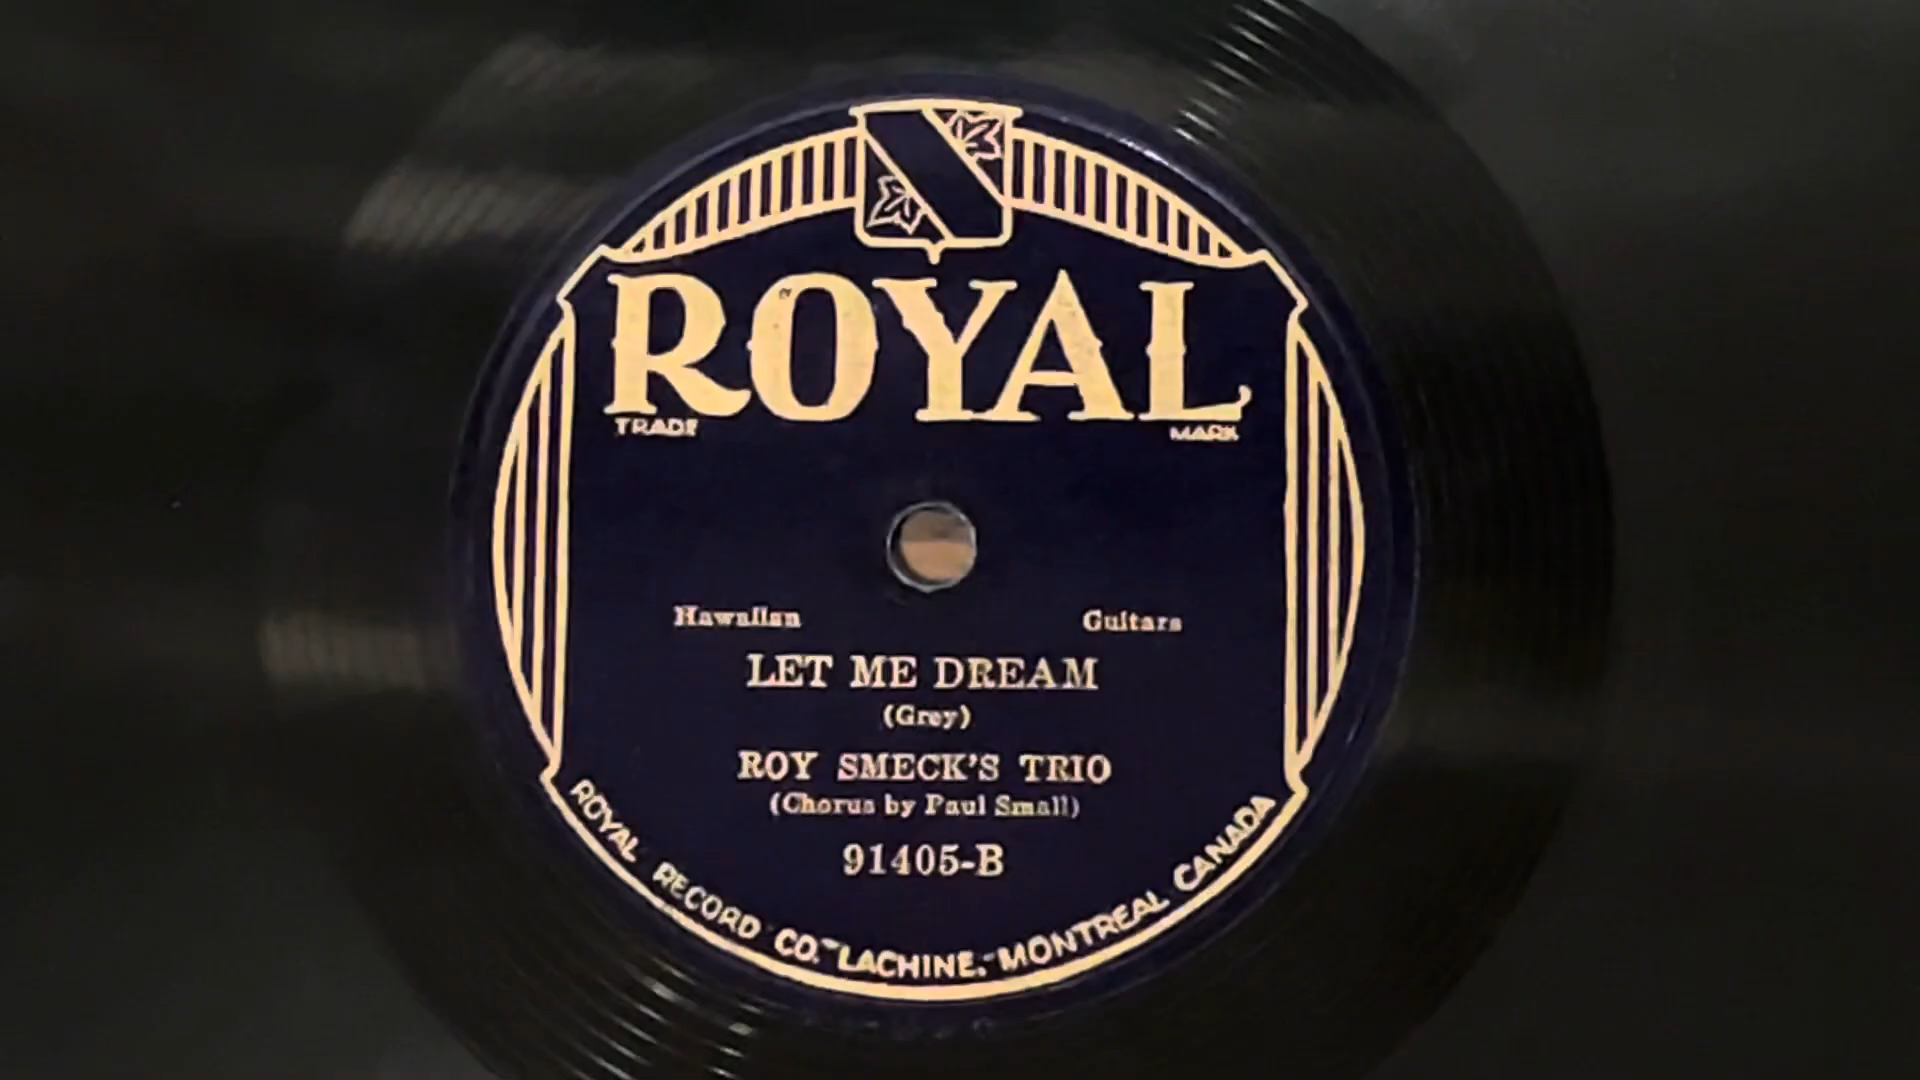 ROYAL
TRADE MARK
Hawaiian Guitars
LET ME DREAM
(Grey)
ROY SMECK'S TRIO
(Chorus by Paul Small)
91405-B
ROYAL RECORD CO. LACHINE. MONTREAL CANADA